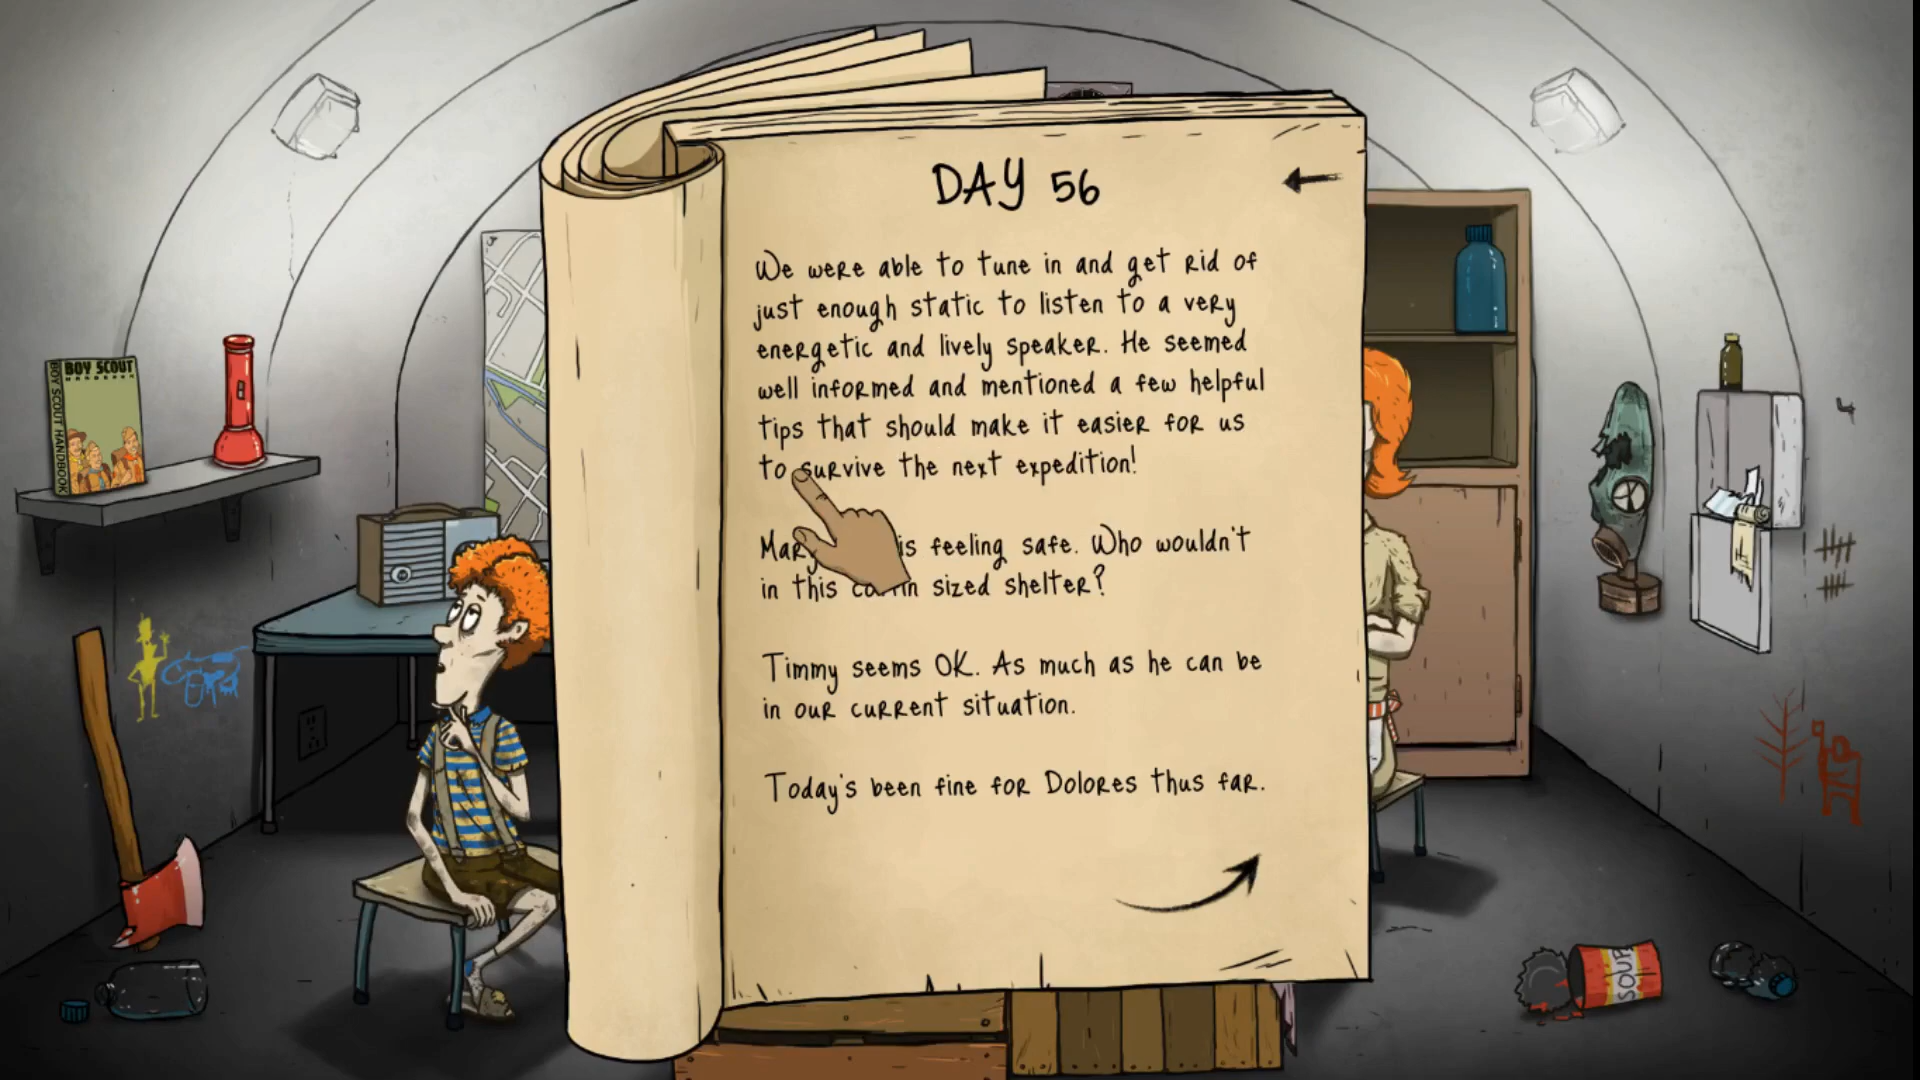 DAY 56
We were able to tune in and get rid of
just enough static to listen to a very
energetic and lively speaker. He seemed
well informed and mentioned a few helpful
tips that should make it easier for us
to survive the next expedition!
is feeling safe. Who wouldn't
in this sized shelter?
Timmy seems OK. As much as he can be
in our current situation.
Today's been fine for Dolores thus far.
BOY SCOUT
HANDBOOK
BOY SCOUT HANDBOOK
SOUP